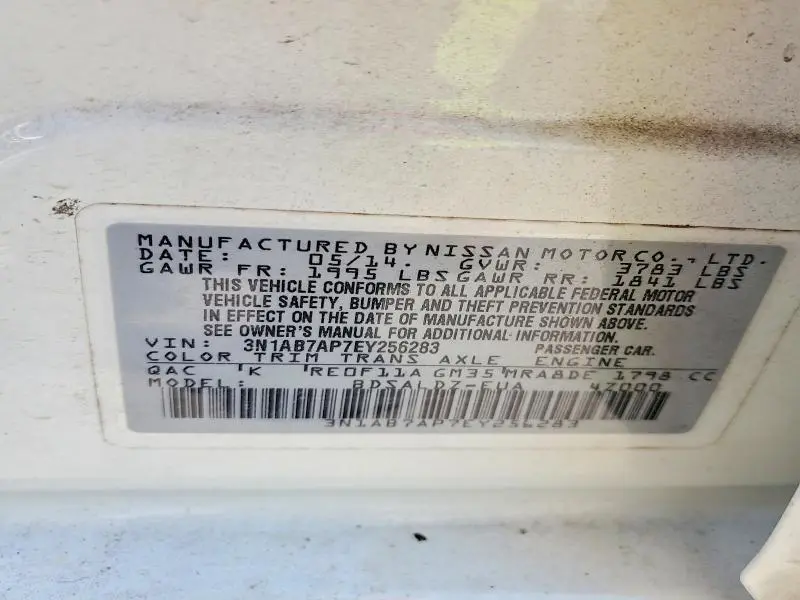 MANUFACTURED BY NISSAN MOTOR CO., LTD.
DATE: 05/14. GVWR: 3783 LBS
GAWR FR: 1995 LBS GAWR RR: 1841 LBS
THIS VEHICLE CONFORMS TO ALL APPLICABLE FEDERAL MOTOR
VEHICLE SAFETY, BUMPER AND THEFT PREVENTION STANDARDS
IN EFFECT ON THE DATE OF MANUFACTURE SHOWN ABOVE.
SEE OWNER'S MANUAL FOR ADDITIONAL INFORMATION.
VIN: 3N1AB7AP7EY256283 PASSENGER CAR.
COLOR TRIM TRANS AXLE ENGINE
QAC K RE0F11A GM35 MRA8DE 1798 CC
MODEL: BDSALDZ-EUA 47000
3N1AB7AP7EY256283